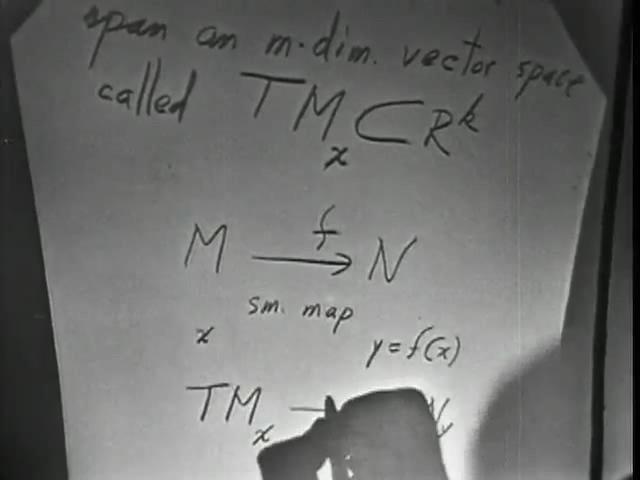 span an m-dim. vector space
called TMₓ ⊂ Rᵏ
M → N
f
sm. map
x
y = f(x)
TMₓ →